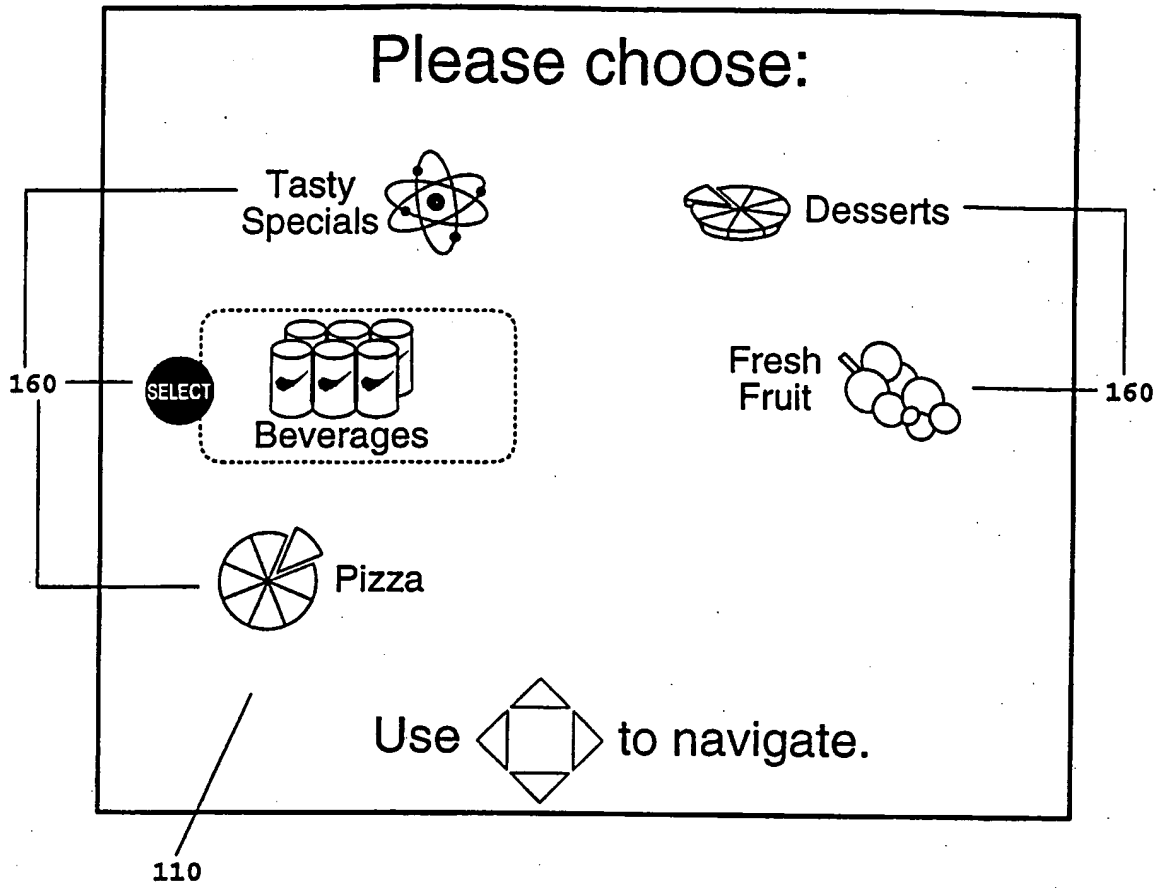 Please choose:
Tasty
Specials
Desserts
160
SELECT
Beverages
Fresh
Fruit
160
Pizza
Use to navigate.
110